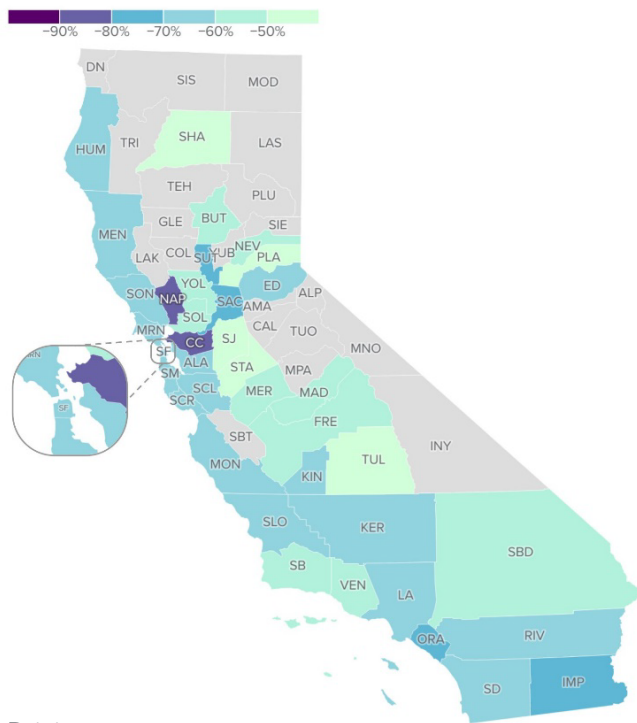 −90% −80% −70% −60% −50%
DN
SIS
MOD
HUM
TRI
SHA
LAS
TEH
PLU
MEN
GLE
BUT
SIE
LAK
COL
SUT
YUB
NEV
PLA
SON
NAP
YOL
SAC
ED
ALP
AMA
SOL
MRN
CC
SJ
CAL
TUO
SF
ALA
STA
MPA
MNO
SM
SCL
MER
MAD
SCR
FRE
SBT
INY
MON
KIN
TUL
SLO
KER
SBD
SB
VEN
LA
ORA
RIV
SD
IMP
SF